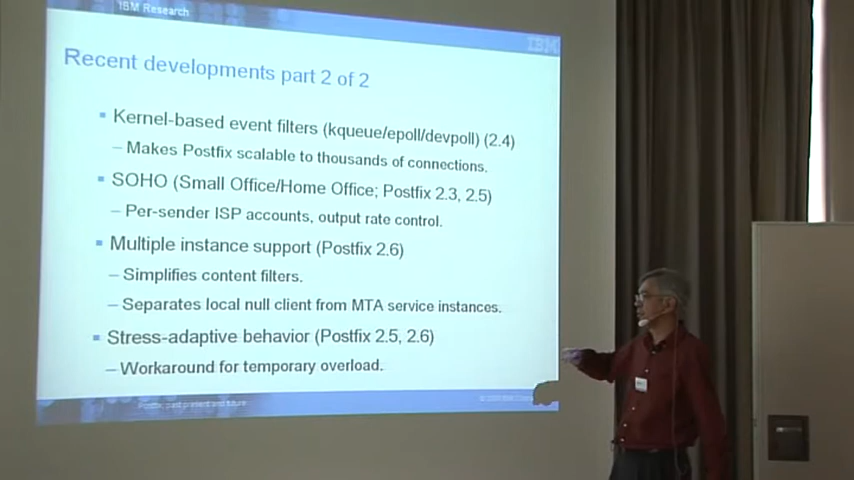 IBM Research
IBM
Recent developments part 2 of 2
▪ Kernel-based event filters (kqueue/epoll/devpoll) (2.4)
– Makes Postfix scalable to thousands of connections.
▪ SOHO (Small Office/Home Office; Postfix 2.3, 2.5)
– Per-sender ISP accounts, output rate control.
▪ Multiple instance support (Postfix 2.6)
– Simplifies content filters.
– Separates local null client from MTA service instances.
▪ Stress-adaptive behavior (Postfix 2.5, 2.6)
– Workaround for temporary overload.
Postfix, past present and future